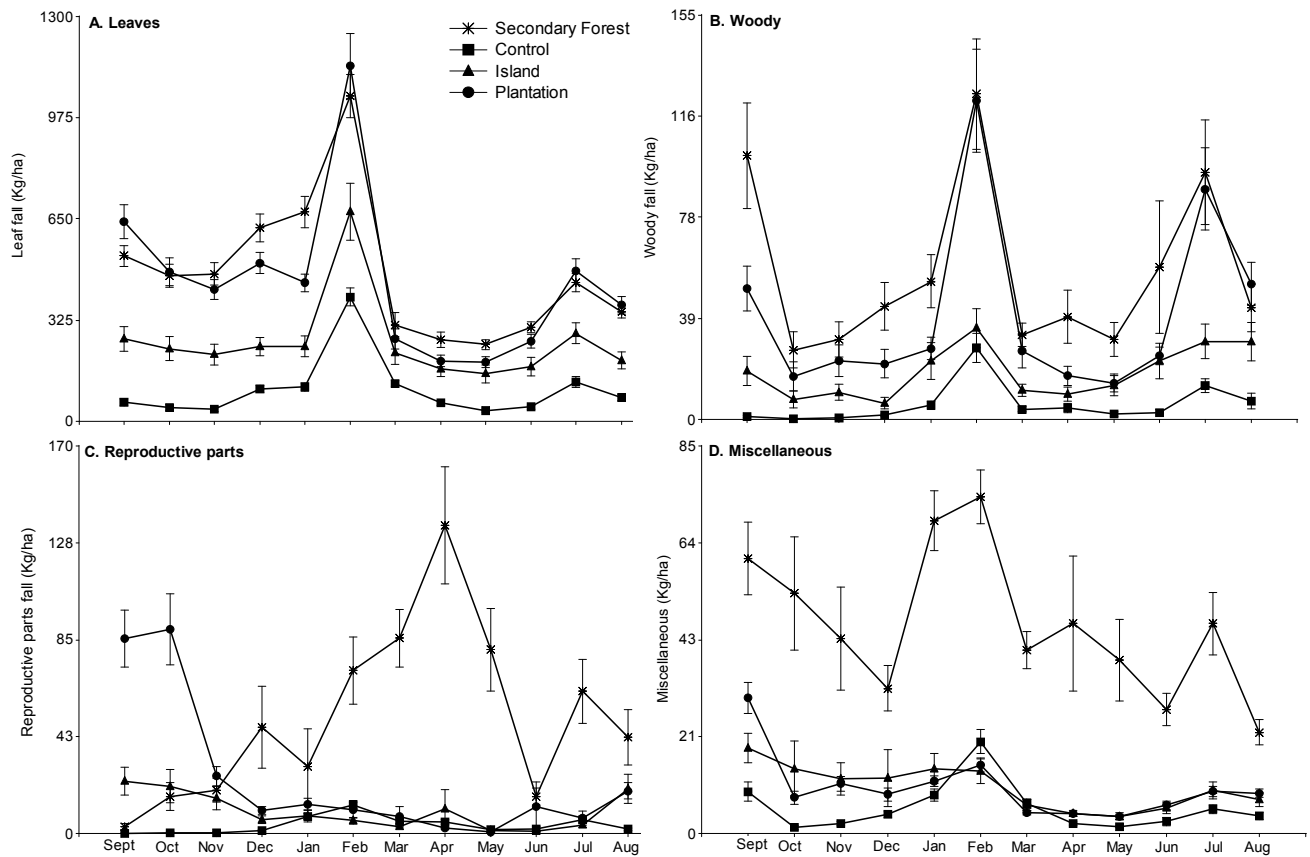 A. Leaves
Secondary Forest
Control
Island
Plantation
Leaf fall (Kg/ha)
1300
975
650
325
0
B. Woody
Woody fall (Kg/ha)
155
116
78
39
0
C. Reproductive parts
Reproductive parts fall (Kg/ha)
170
128
85
43
0
Sept Oct Nov Dec Jan Feb Mar Apr May Jun Jul Aug
D. Miscellaneous
Miscellaneous (Kg/ha)
85
64
43
21
0
Sept Oct Nov Dec Jan Feb Mar Apr May Jun Jul Aug